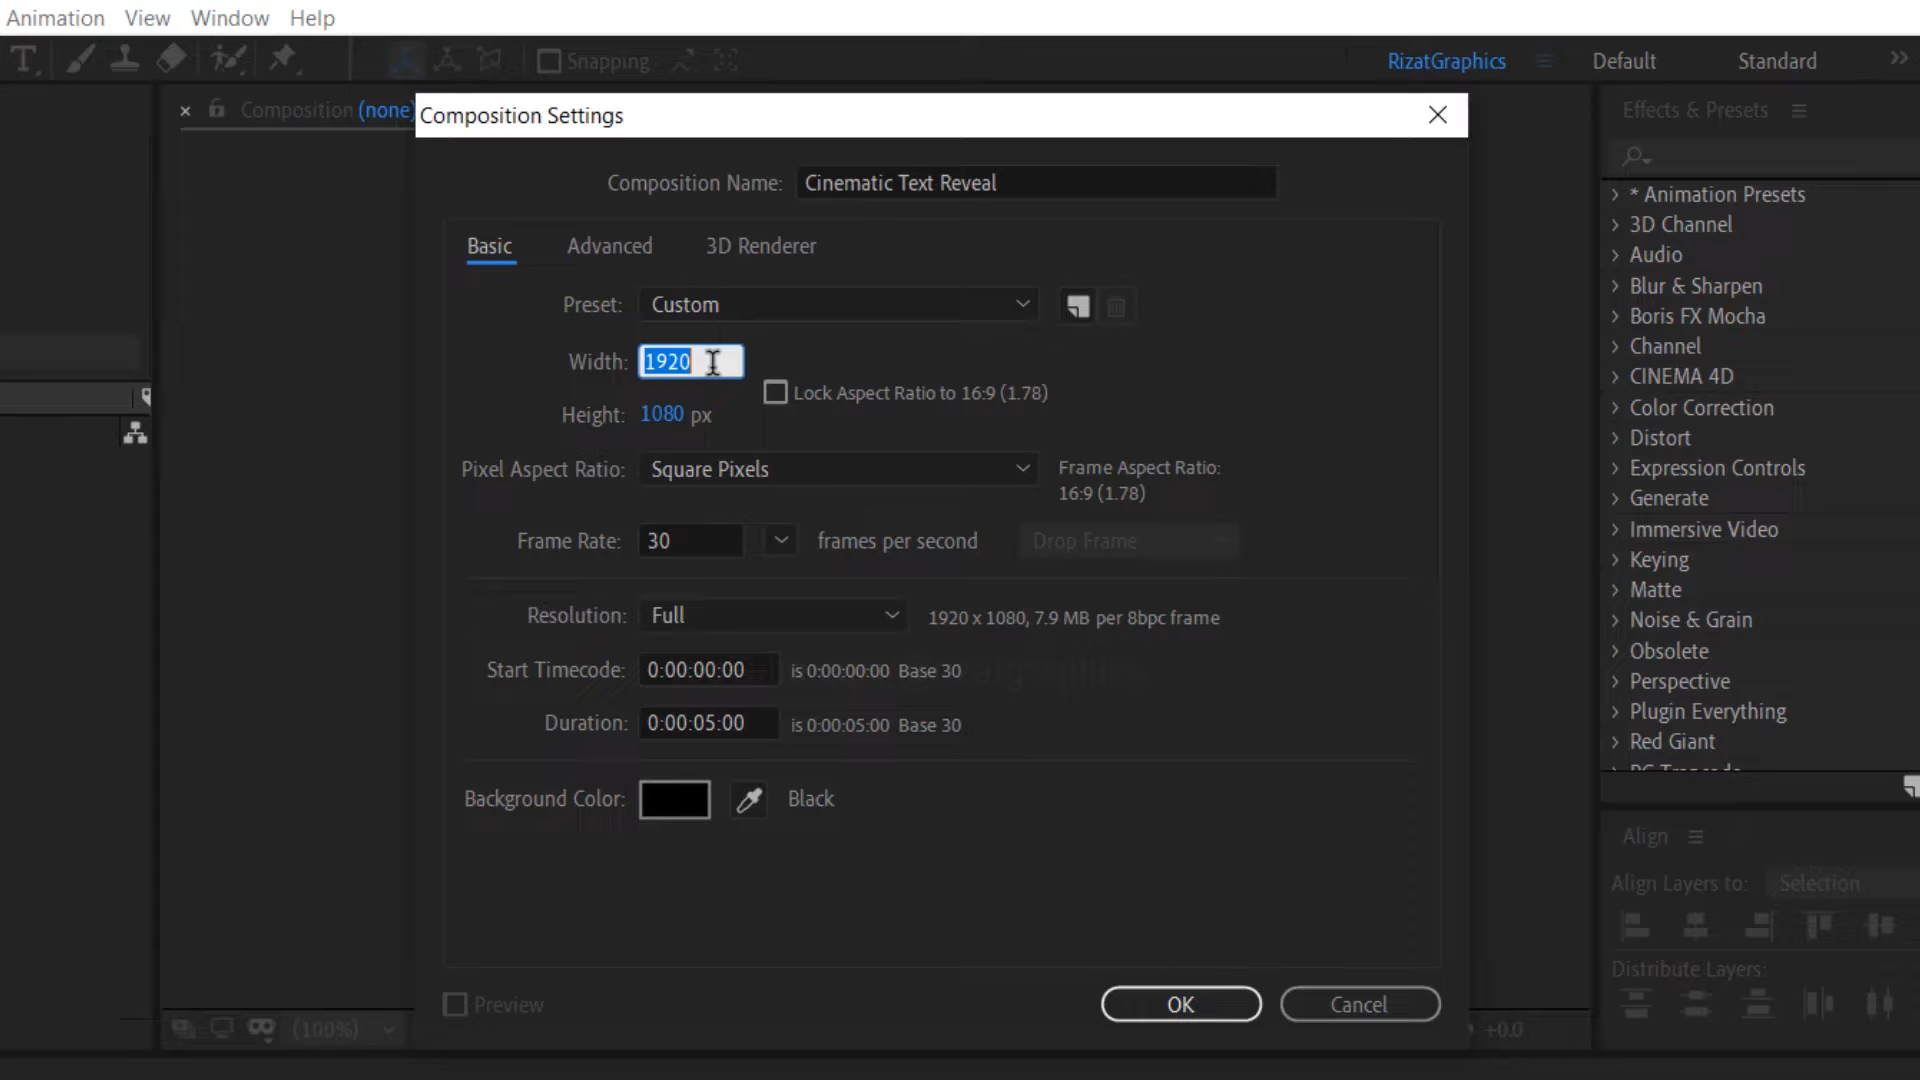 Animation View Window Help
Snapping
RizatGraphics
Default
Standard
Composition (none)
Composition Settings
Composition Name: Cinematic Text Reveal
Basic
Advanced
3D Renderer
Preset: Custom
Width: 1920
Lock Aspect Ratio to 16:9 (1.78)
Height: 1080 px
Pixel Aspect Ratio: Square Pixels
Frame Aspect Ratio:
16:9 (1.78)
Frame Rate: 30 frames per second Drop Frame
Resolution: Full 1920 x 1080, 7.9 MB per 8bpc frame
Start Timecode: 0:00:00:00 is 0:00:00:00 Base 30
Duration: 0:00:05:00 is 0:00:05:00 Base 30
Background Color: Black
Preview
OK
Cancel
(100%)
+0.0
Effects & Presets
* Animation Presets
3D Channel
Audio
Blur & Sharpen
Boris FX Mocha
Channel
CINEMA 4D
Color Correction
Distort
Expression Controls
Generate
Immersive Video
Keying
Matte
Noise & Grain
Obsolete
Perspective
Plugin Everything
Red Giant
Align
Align Layers to: Selection
Distribute Layers: